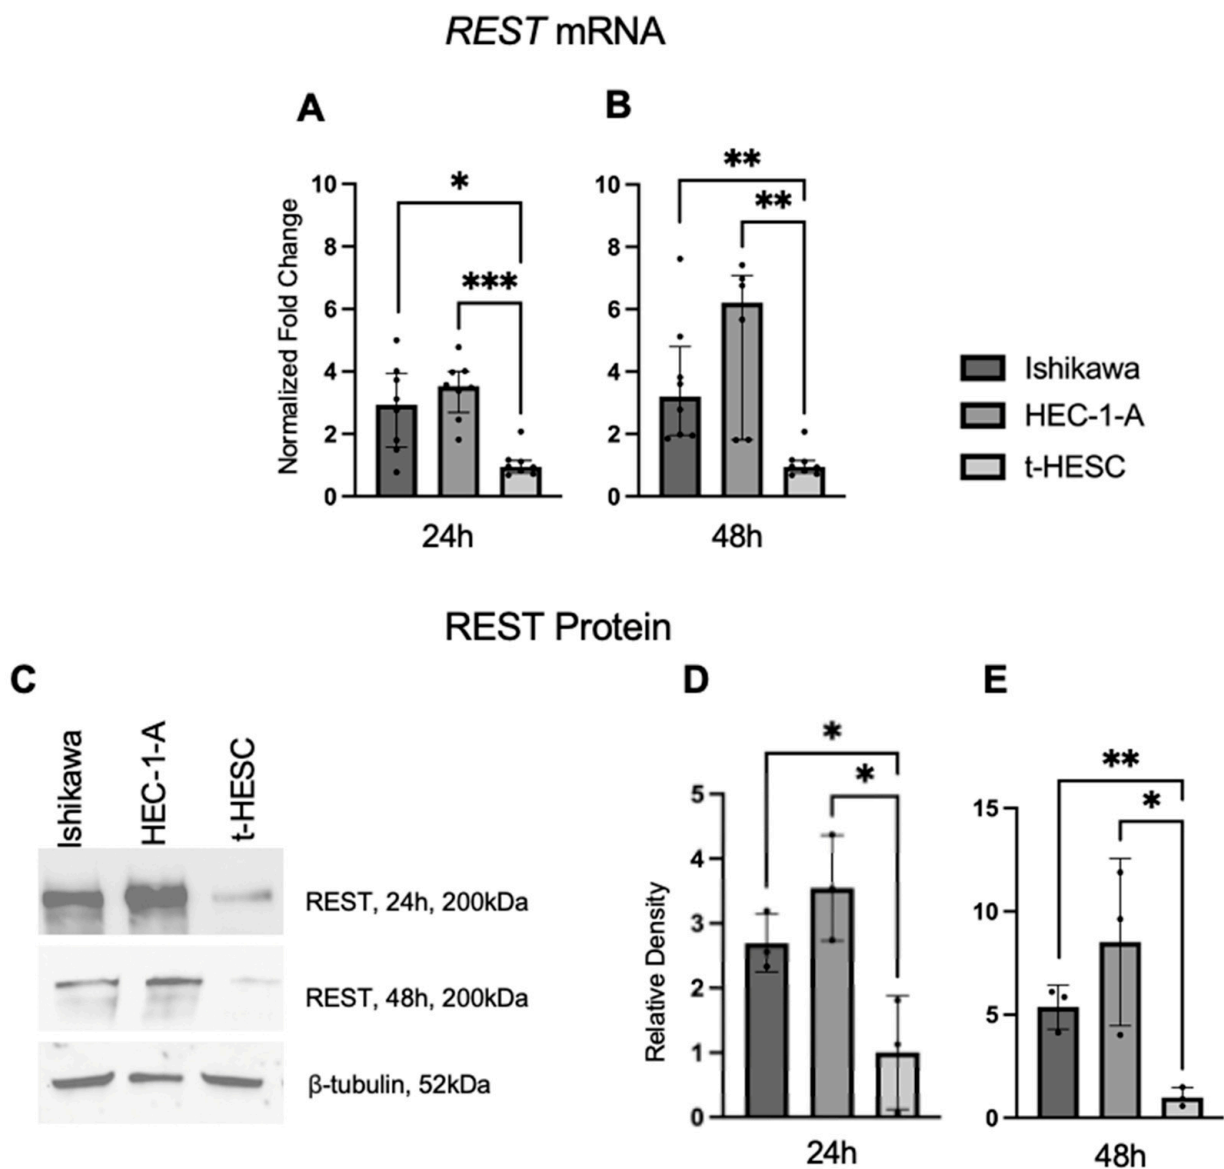 REST mRNA
A
B
Normalized Fold Change
10
8
6
4
2
0
*
***
24h
10
8
6
4
2
0
**
**
48h
Ishikawa
HEC-1-A
t-HESC
REST Protein
C
Ishikawa
HEC-1-A
t-HESC
REST, 24h, 200kDa
REST, 48h, 200kDa
β-tubulin, 52kDa
D
Relative Density
5
4
3
2
1
0
*
*
24h
E
15
10
5
0
**
*
48h